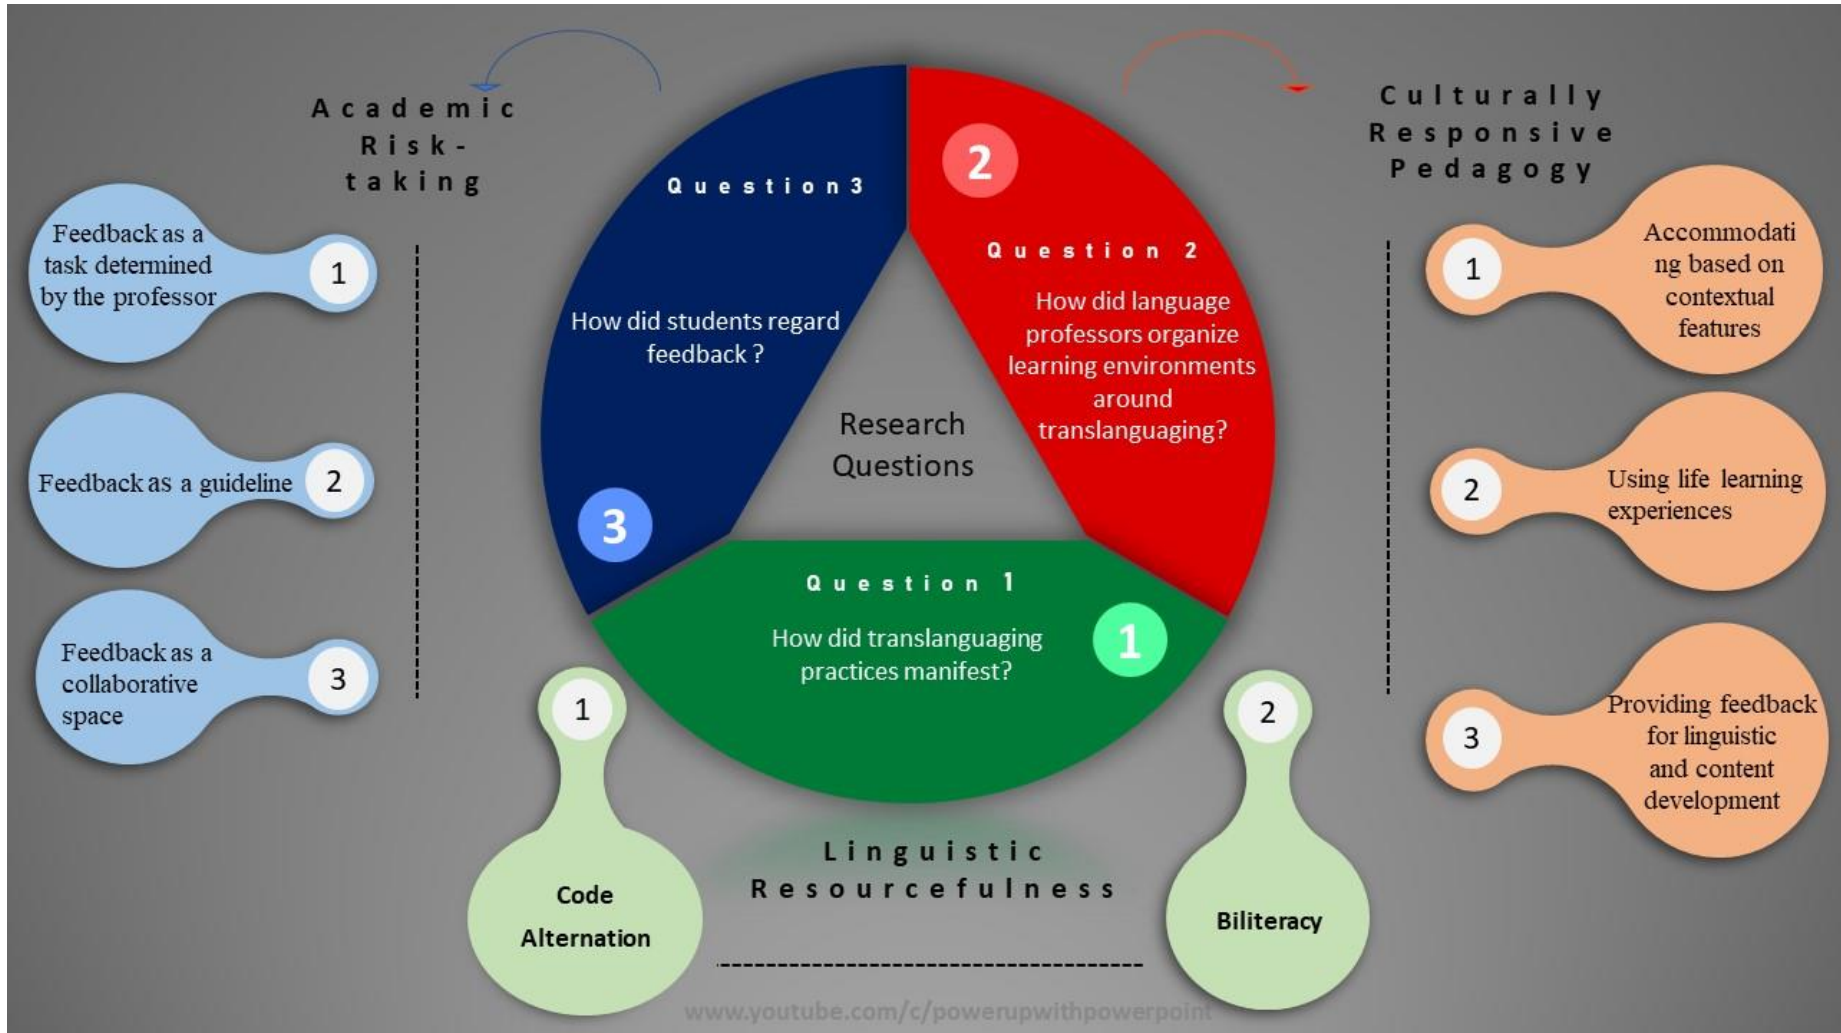 Academic
Risk-
taking
Feedback as a
task determined
by the professor
1
Feedback as a guideline
2
Feedback as a
collaborative
space
3
Question3
How did students regard
feedback ?
3
2
Question 2
How did language
professors organize
learning environments
around
translanguaging?
Research
Questions
Question 1
How did translanguaging
practices manifest?
1
Culturally
Responsive
Pedagogy
1
Accommodati
ng based on
contextual
features
2
Using life learning
experiences
3
Providing feedback
for linguistic
and content
development
1
Code
Alternation
Linguistic
Resourcefulness
2
Biliteracy
www.youtube.com/c/powerupwithpowerpoint